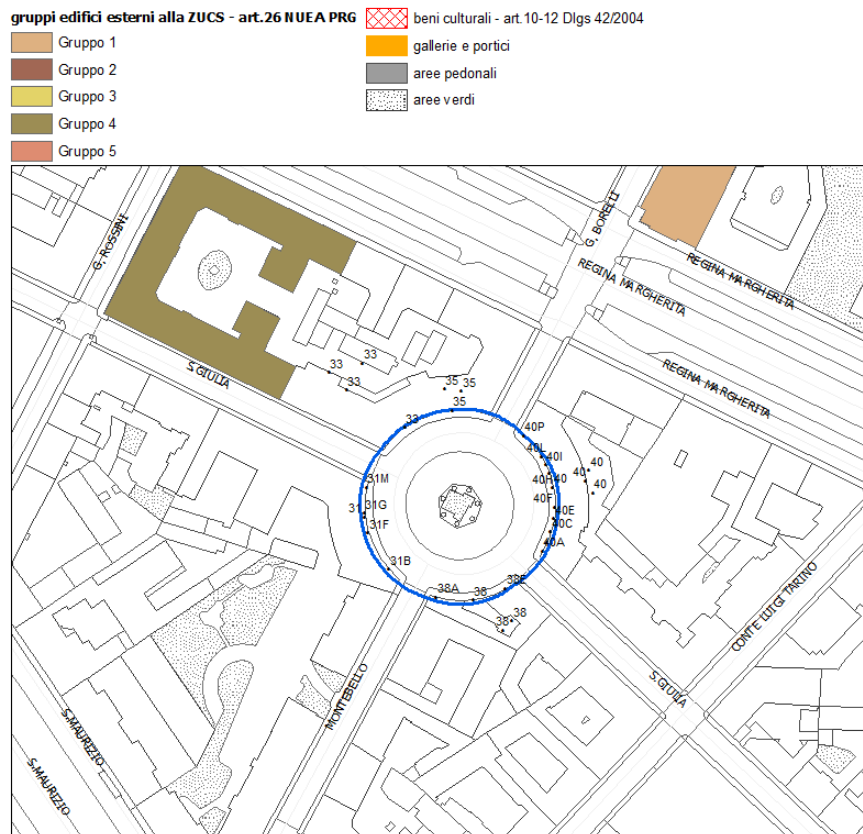 gruppi edifici esterni alla ZUCS - art.26 NUEA PRG
Gruppo 1
Gruppo 2
Gruppo 3
Gruppo 4
Gruppo 5
beni culturali - art.10-12 Dlgs 42/2004
gallerie e portici
aree pedonali
aree verdi
G. ROSSINI
G. BORELLI
REGINA MARGHERITA
REGINA MARGHERITA
REGINA MARGHERITA
S.GIULIA
33
33
33
35
35
35
33
40P
40L
40I
40
40
40
40H
40
40F
40E
40C
40A
31M
31
31G
31F
31B
38A
38
38E
38
38
CONTE LUIGI TARINO
S.GIULIA
MONTEBELLO
S.MAURIZIO
S.MAURIZIO